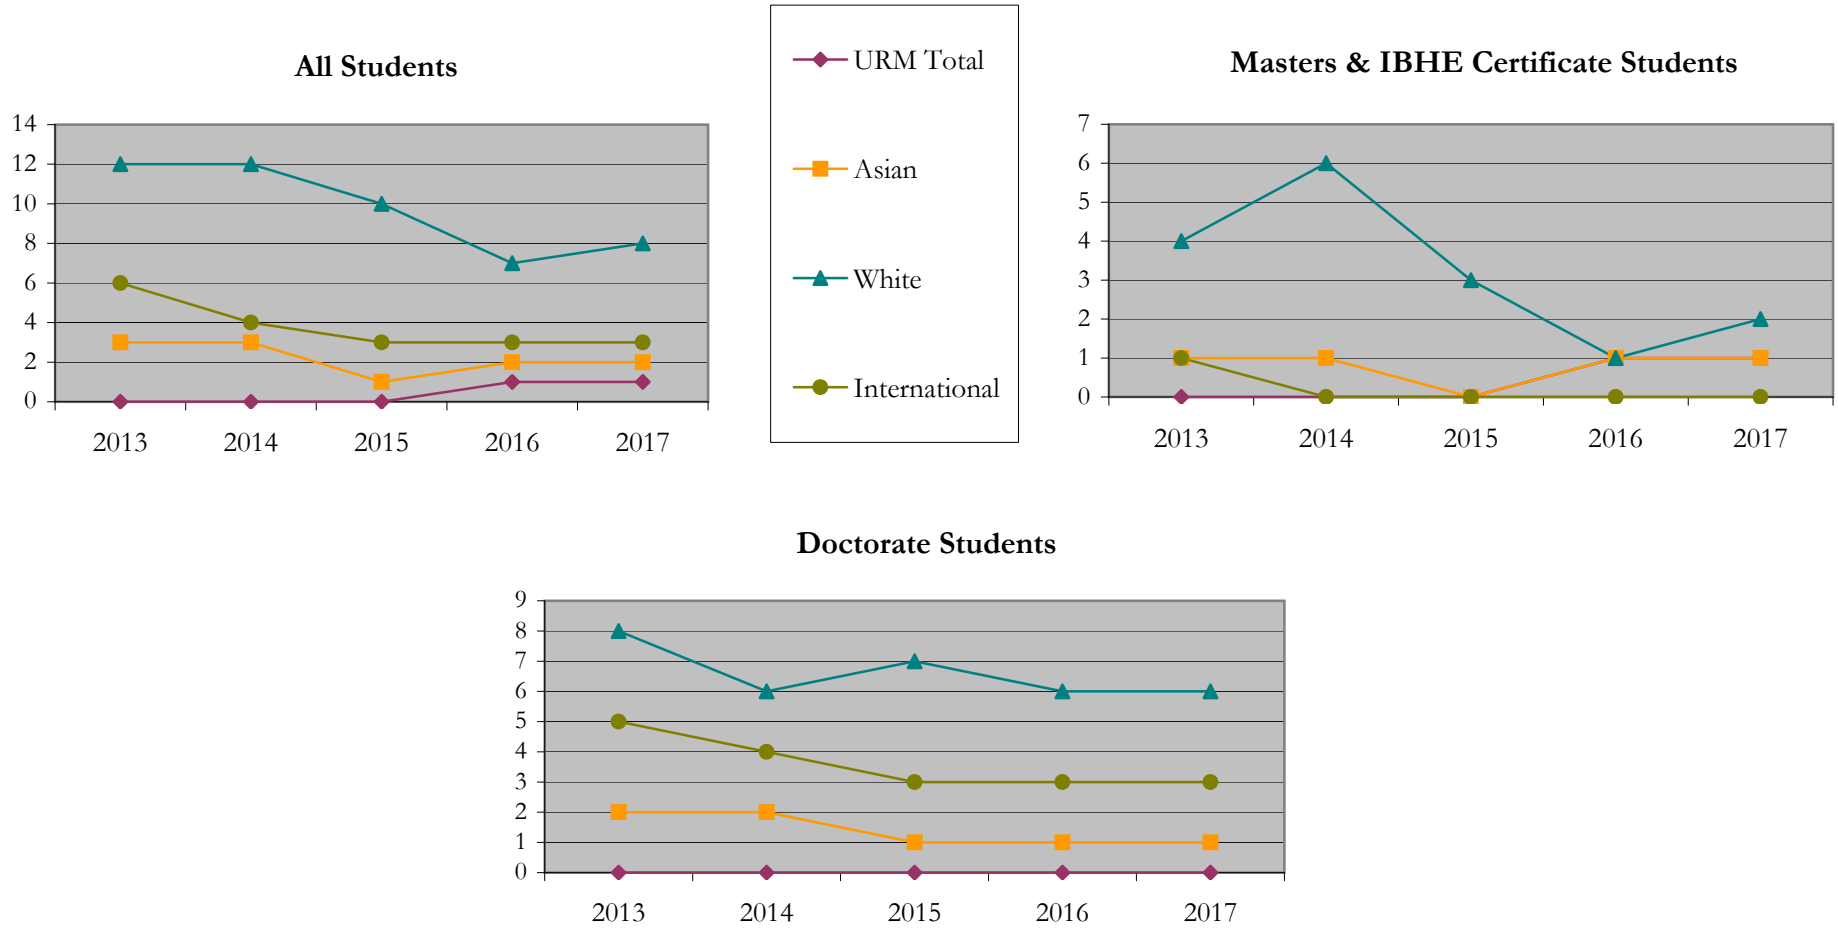 All Students
14
12
10
8
6
4
2
0
2013 2014 2015 2016 2017
URM Total
Asian
White
International
Masters & IBHE Certificate Students
7
6
5
4
3
2
1
0
2013 2014 2015 2016 2017
Doctorate Students
9
8
7
6
5
4
3
2
1
0
2013 2014 2015 2016 2017